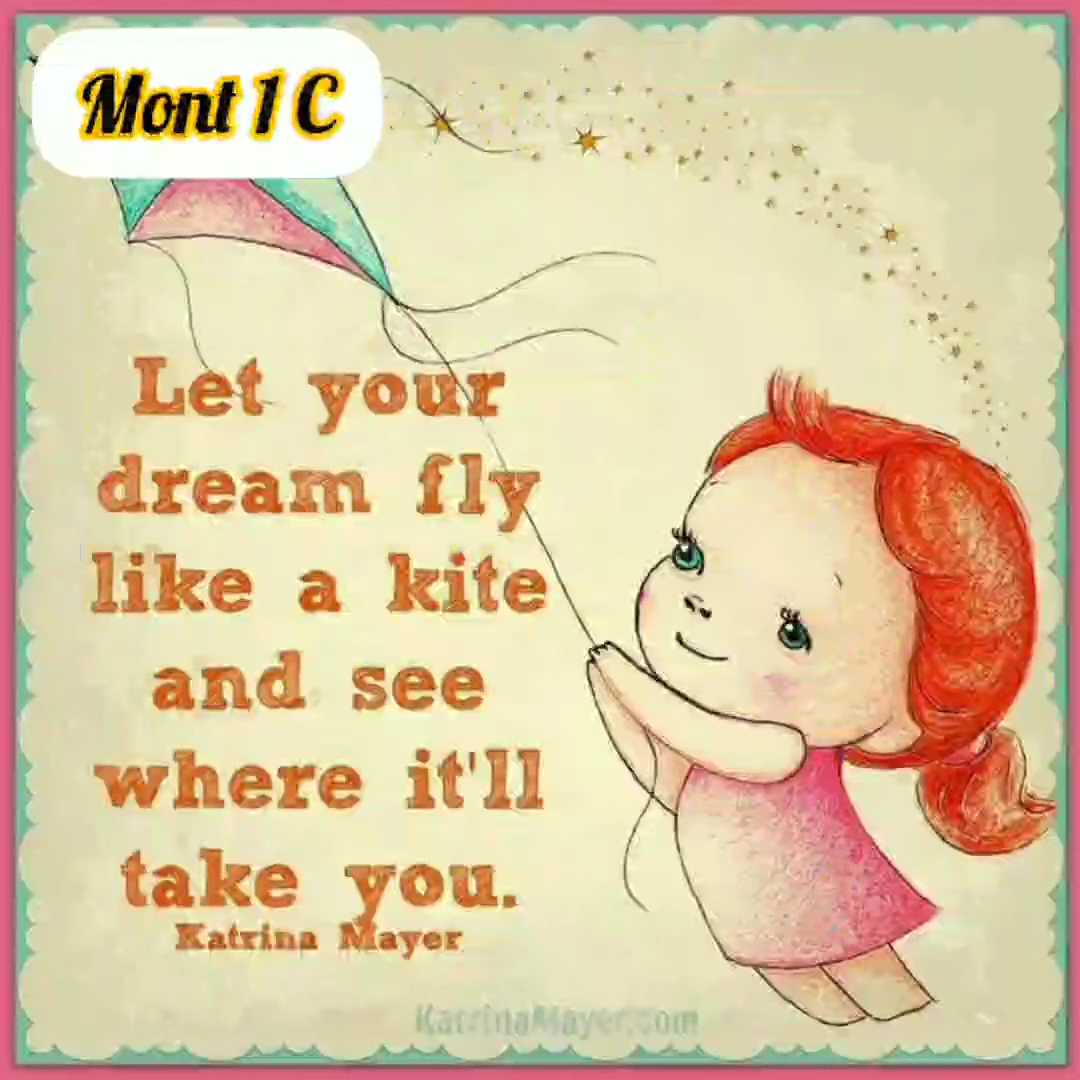 Mont 1 C
Let your
dream fly
like a kite
and see
where it'll
take you.
Katrina Mayer
KatrinaMayer.com